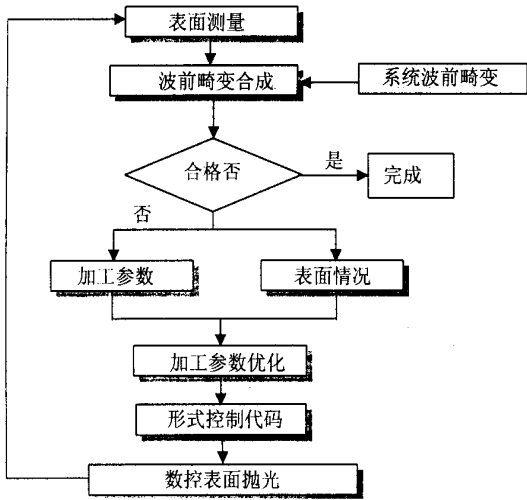 表面测量
波前畸变合成
系统波前畸变
合格否
是
完成
否
加工参数
表面情况
加工参数优化
形式控制代码
数控表面抛光